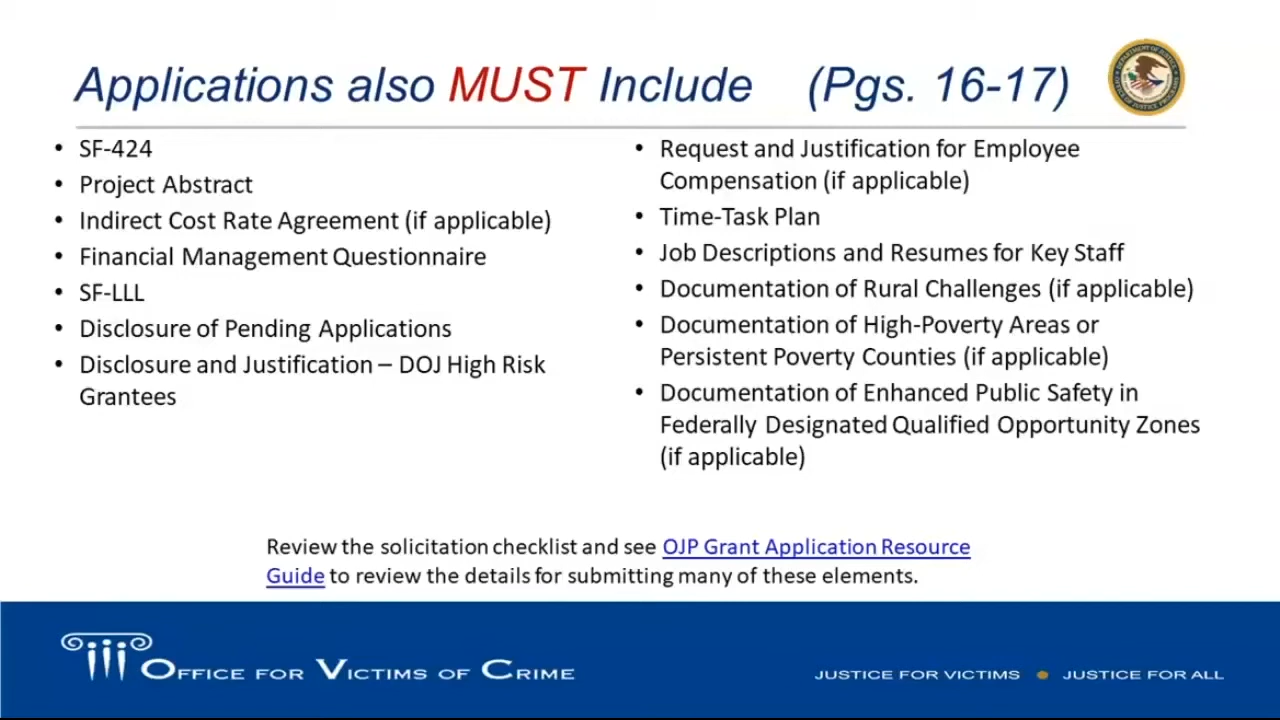 Applications also MUST Include (Pgs. 16-17)
• SF-424
• Project Abstract
• Indirect Cost Rate Agreement (if applicable)
• Financial Management Questionnaire
• SF-LLL
• Disclosure of Pending Applications
• Disclosure and Justification – DOJ High Risk
Grantees
• Request and Justification for Employee
Compensation (if applicable)
• Time-Task Plan
• Job Descriptions and Resumes for Key Staff
• Documentation of Rural Challenges (if applicable)
• Documentation of High-Poverty Areas or
Persistent Poverty Counties (if applicable)
• Documentation of Enhanced Public Safety in
Federally Designated Qualified Opportunity Zones
(if applicable)
Review the solicitation checklist and see OJP Grant Application Resource
Guide to review the details for submitting many of these elements.
OFFICE FOR VICTIMS OF CRIME
JUSTICE FOR VICTIMS • JUSTICE FOR ALL